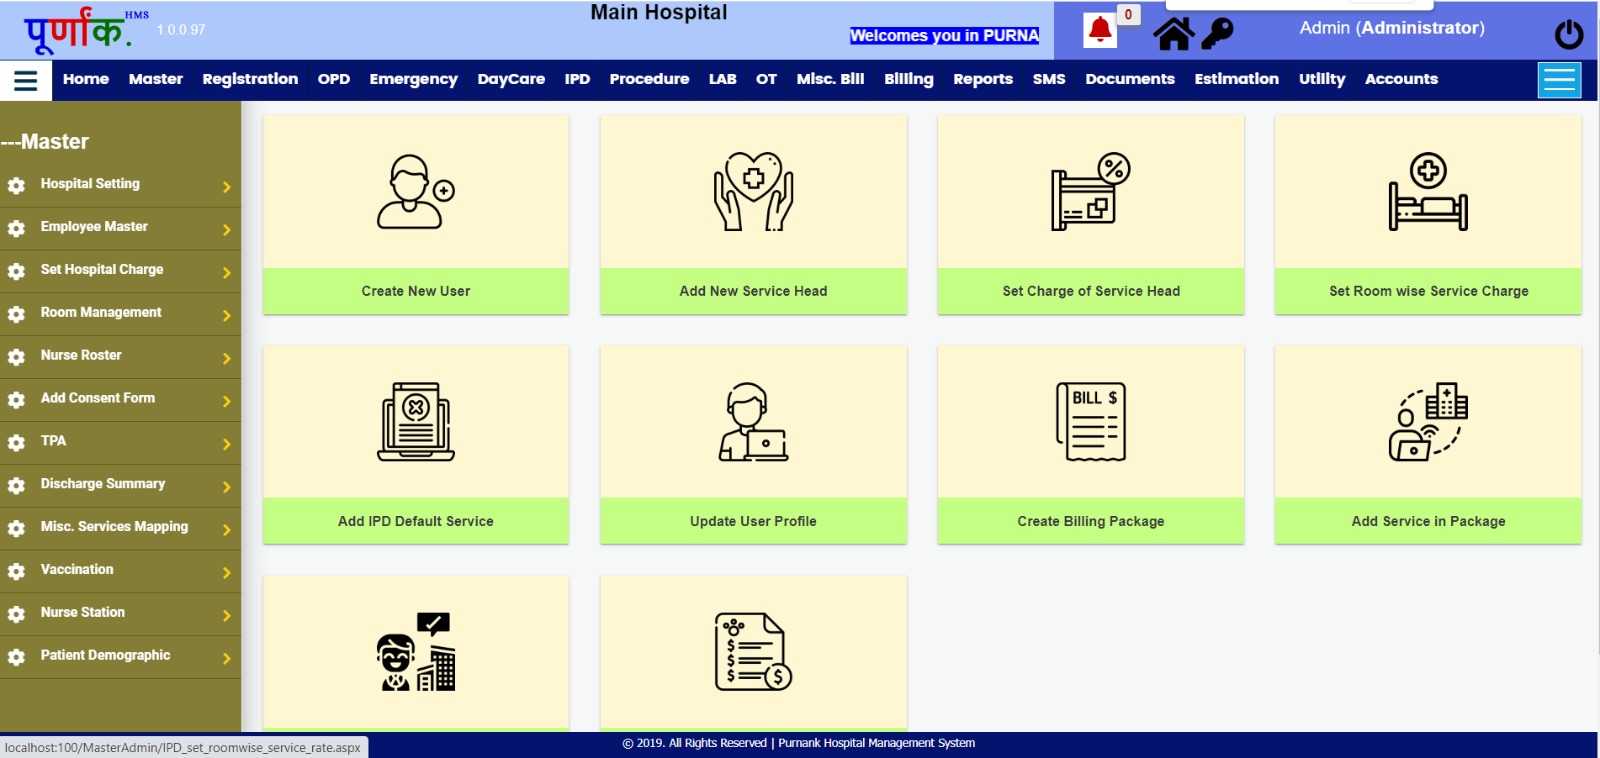 पूर्णांक. HMS
1.0.0.97
Main Hospital
Welcomes you in PURNA
0
Admin (Administrator)
Home Master Registration OPD Emergency DayCare IPD Procedure LAB OT Misc. Bill Billing Reports SMS Documents Estimation Utility Accounts
---Master
Hospital Setting
Employee Master
Set Hospital Charge
Room Management
Nurse Roster
Add Consent Form
TPA
Discharge Summary
Misc. Services Mapping
Vaccination
Nurse Station
Patient Demographic
Create New User
Add New Service Head
%
Set Charge of Service Head
Set Room wise Service Charge
Add IPD Default Service
Update User Profile
BILL $
Create Billing Package
Add Service in Package
$
$
$
$
localhost:100/MasterAdmin/IPD_set_roomwise_service_rate.aspx
© 2019. All Rights Reserved | Purnank Hospital Management System